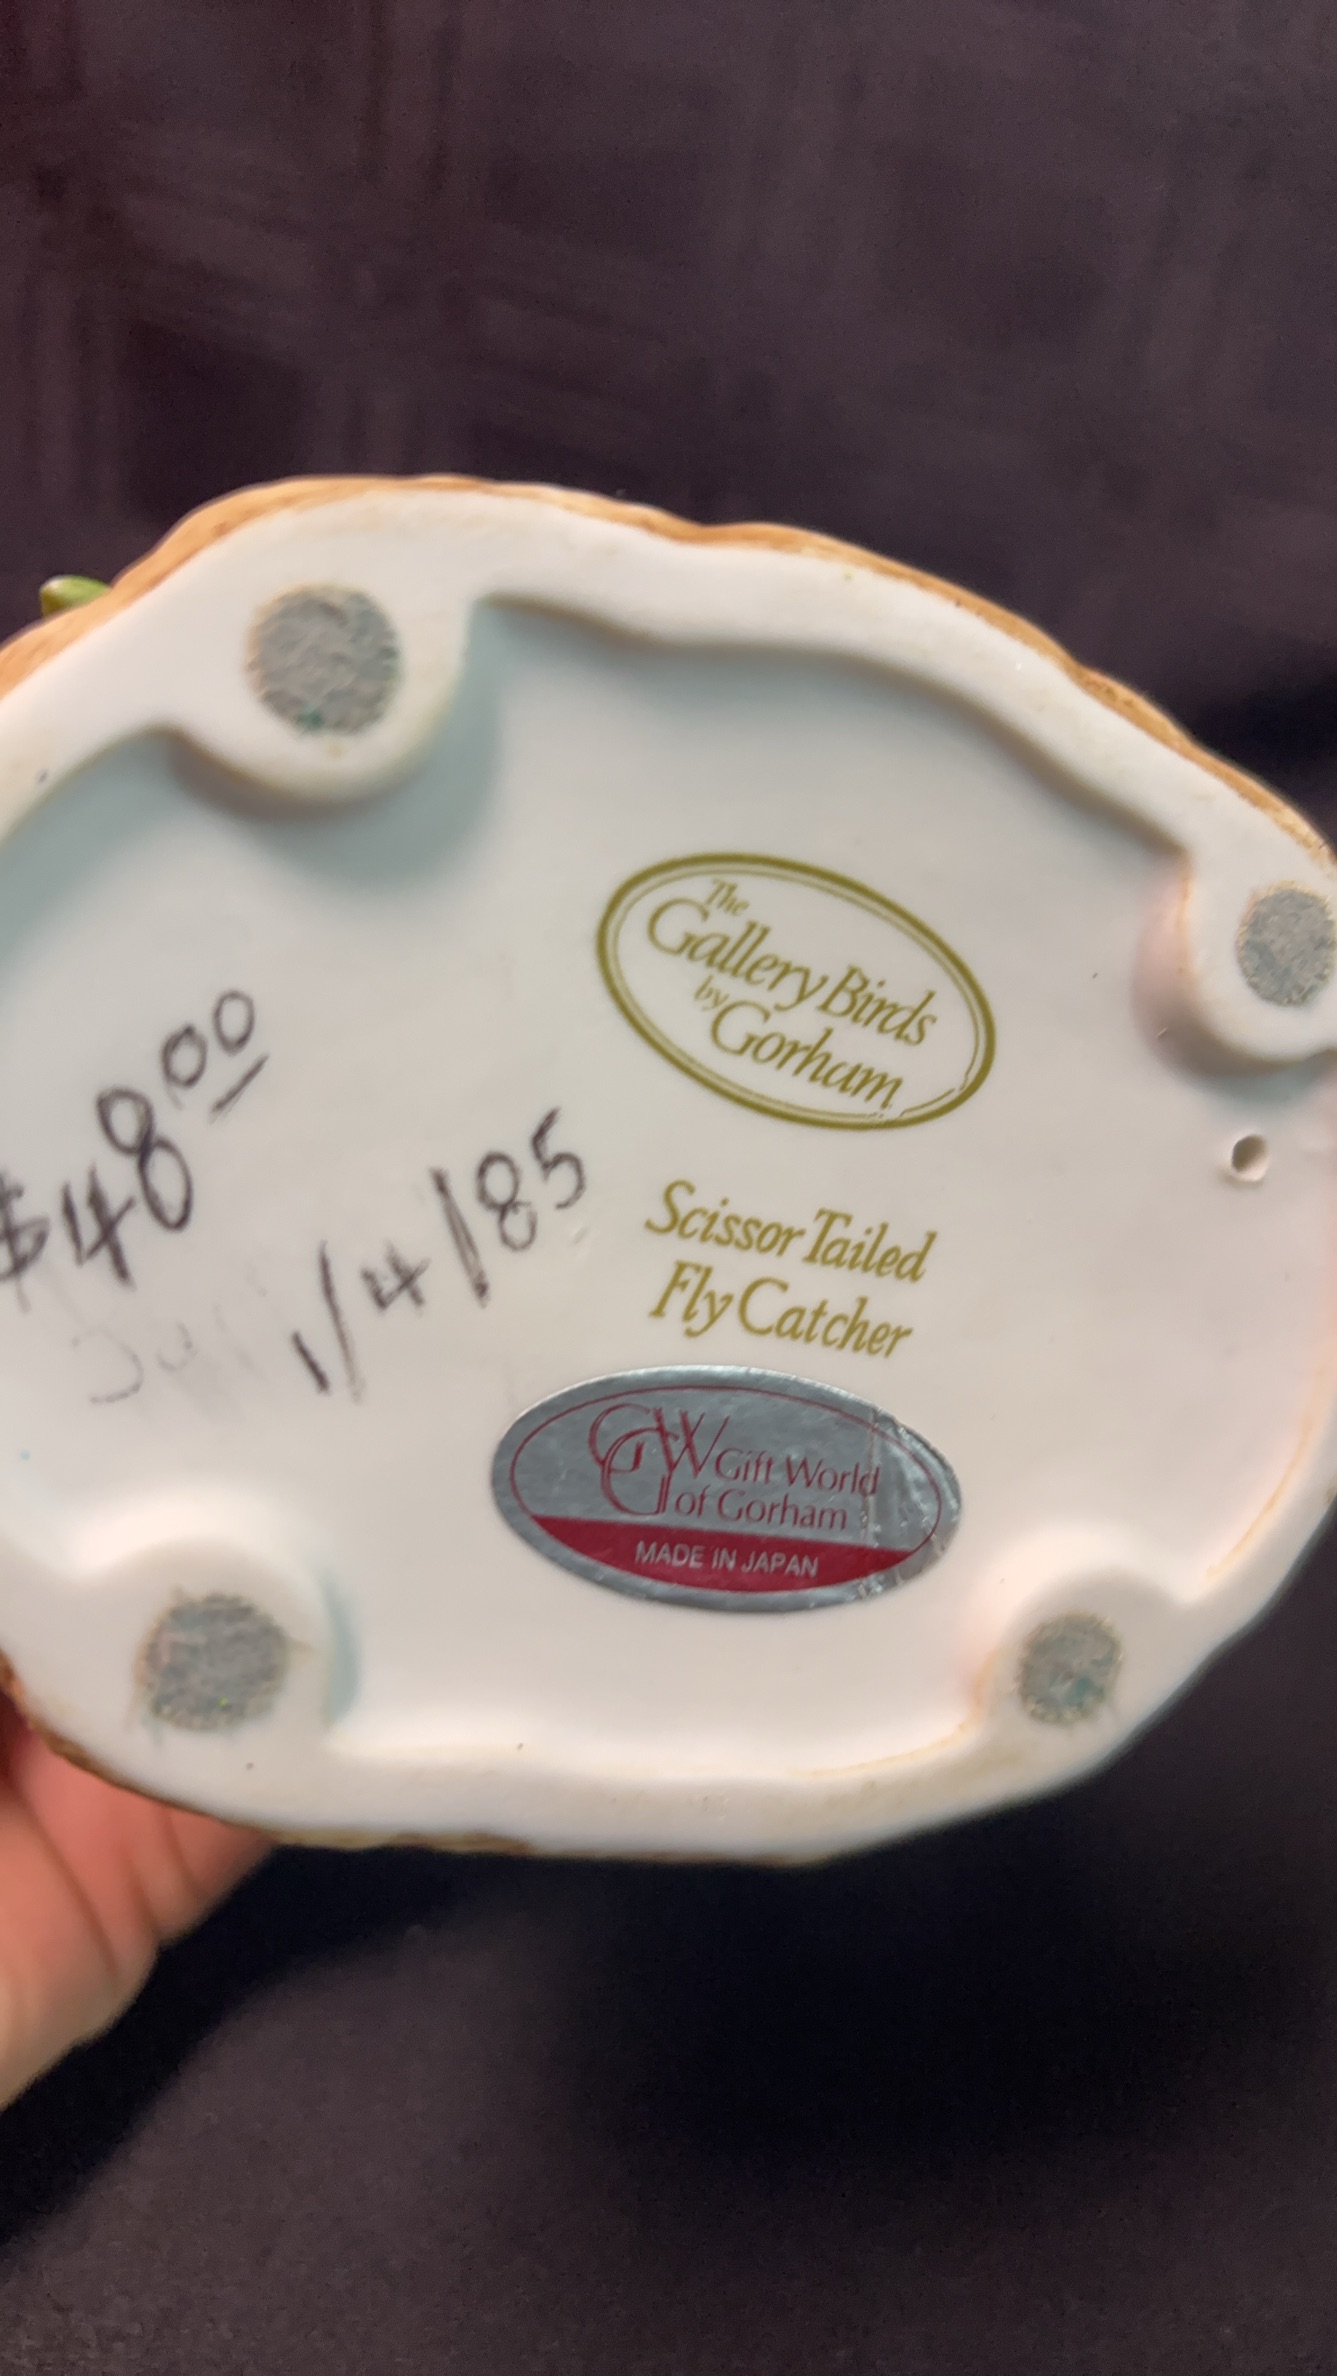 The
Gallery Birds
by
Gorham
$48.00
1/4/85
Scissor Tailed
Fly Catcher
GWG Gift World
of Gorham
MADE IN JAPAN